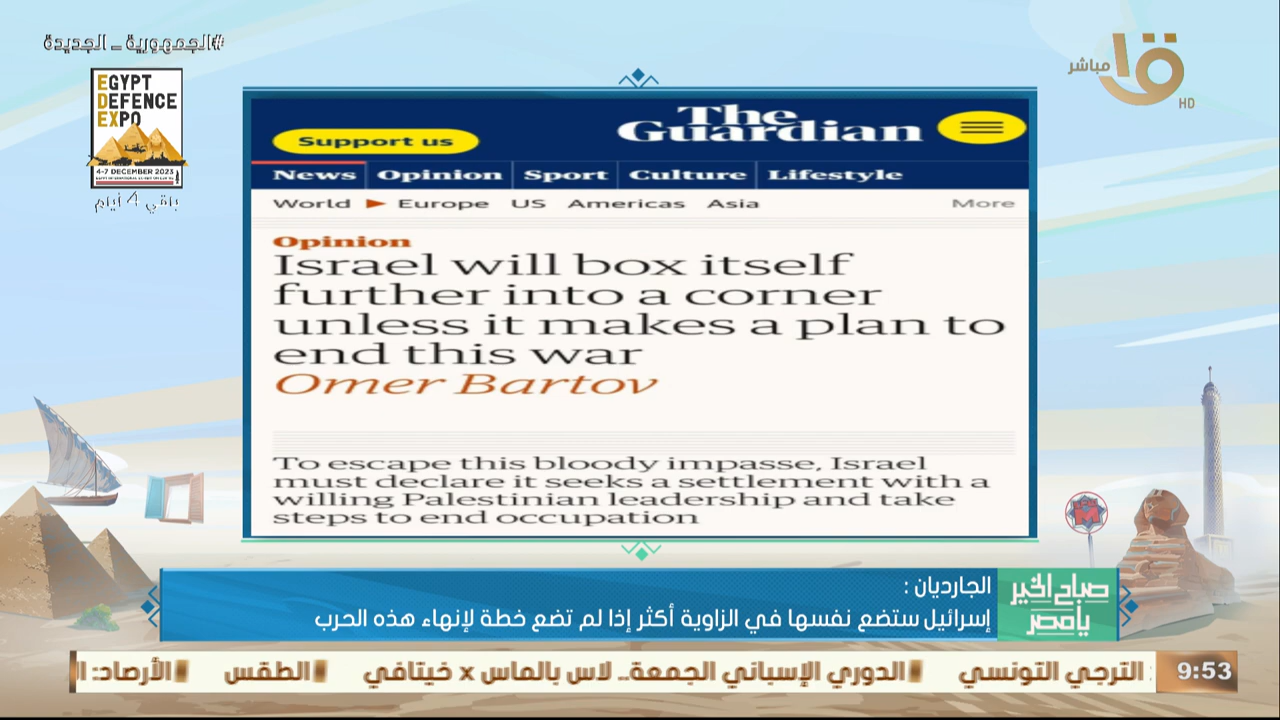 #الجمهورية_الجديدة
EGYPT
DEFENCE
EXPO
4-7 DECEMBER 2023
باقي 4 أيام
مباشر
HD
The
Guardian
Support us
News Opinion Sport Culture Lifestyle
World Europe US Americas Asia More
Opinion
Israel will box itself
further into a corner
unless it makes a plan to
end this war
Omer Bartov
To escape this bloody impasse, Israel
must declare it seeks a settlement with a
willing Palestinian leadership and take
steps to end occupation
M
صباح الخير
يا مصر
الجارديان :
إسرائيل ستضع نفسها في الزاوية أكثر إذا لم تضع خطة لإنهاء هذه الحرب
9:53
الترجي التونسي الدوري الإسباني الجمعة.. لاس بالماس x خيتافي الطقس الأرصاد: